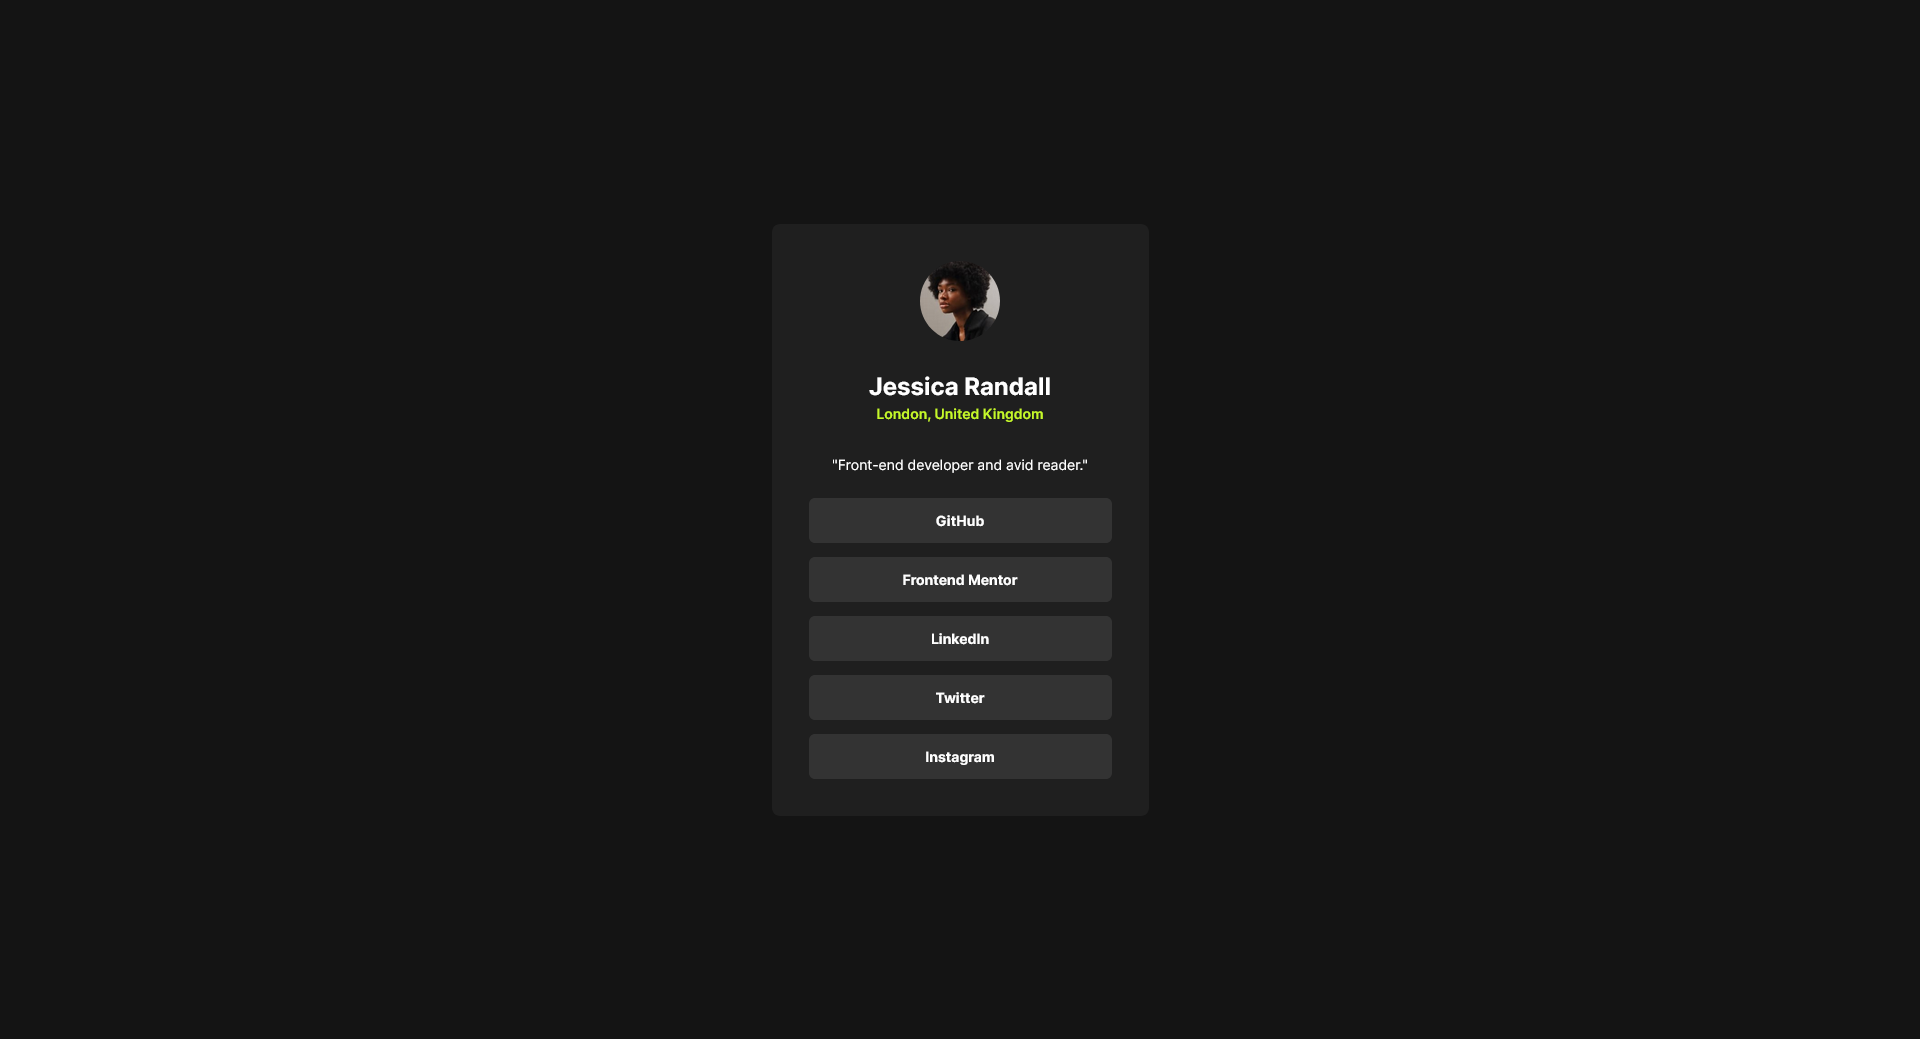 Jessica Randall
London, United Kingdom
"Front-end developer and avid reader."
GitHub
Frontend Mentor
LinkedIn
Twitter
Instagram